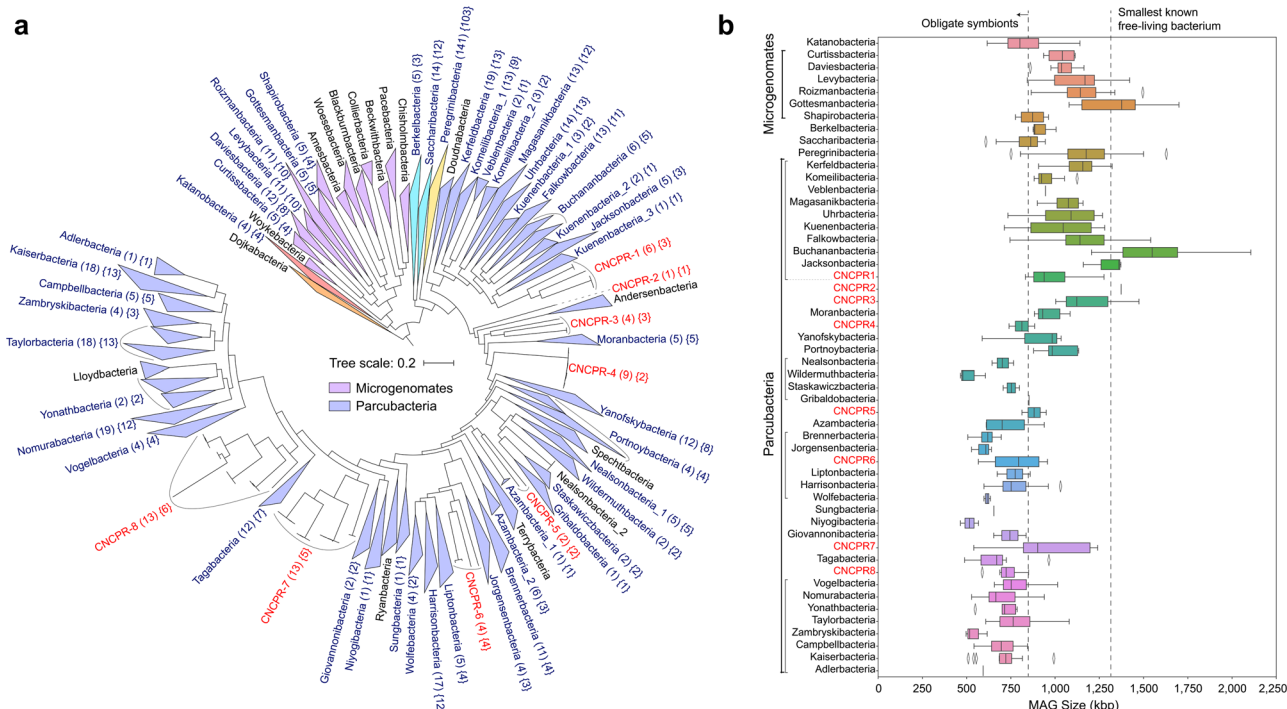 a
Adlerbacteria (1) {1}
Kaiserbacteria (18) {13}
Campbellbacteria (5) {5}
Zambryskibacteria (4) {3}
Taylorbacteria (18) {13}
Lloydbacteria
Yonathbacteria (2) {2}
Nomurabacteria (19) {12}
Vogelbacteria (4) {4}
CNCPR-8 (13) {6}
Tagabacteria (12) {7}
CNCPR-7 (13) {5}
Giovannonibacteria (2) {2}
Niyogibacteria (1) {1}
Ryanbacteria
Sungbacteria (1) {1}
Wolfebacteria (4) {2}
Harrisonbacteria (17) {12
Liptonbacteria (5) {4}
CNCPR-6 (4) {4}
Jorgensenbacteria (4) {3}
Brennerbacteria (11) {4}
Azambacteria_2 (6) {3}
Terrybacteria
Azambacteria_1 (1) {1}
CNCPR-5 (2) {2}
Gribaldobacteria (1) {1}
Staskawiczbacteria (2) {2}
Nealsonbacteria_2
Wildermuthbacteria (2) {2}
Nealsonbacteria_1 (5) {5}
Spechtbacteria
Portnoybacteria (4) {4}
Yanofskybacteria (12) {8}
CNCPR-4 (9) {2}
Moranbacteria (5) {5}
CNCPR-3 (4) {3}
Andersenbacteria
CNCPR-2 (1) {1}
CNCPR-1 (6) {3}
Kuenenbacteria_3 (1) {1}
Jacksonbacteria (5) {3}
Kuenenbacteria_2 (2) {1}
Buchananbacteria (6) {5}
Falkowbacteria (13) {11}
Kuenenbacteria_1 (3) {2}
Uhrbacteria (14) {13}
Magasanikbacteria (13) {12}
Komeilibacteria_2 (3) {2}
Veblenbacteria (2) {1}
Komeilibacteria_1 (13) {9}
Kerfeldbacteria (19) {13}
Doudnabacteria
Peregrinibacteria (141) {103}
Saccharibacteria (14) {12}
Berkelbacteria (5) {3}
Chisholmbacteria
Pacebacteria
Beckwithbacteria
Collierbacteria
Blackburnbacteria
Woesebacteria
Amesbacteria
Shapirobacteria (5) {4}
Gottesmanbacteria (5) {5}
Roizmanbacteria (11) {10}
Levybacteria (11) {10}
Daviesbacteria (12) {8}
Curtissbacteria (5) {4}
Katanobacteria (4) {4}
Woykebacteria
Dojkabacteria
Tree scale: 0.2
Microgenomates
Parcubacteria
b
Obligate symbionts
Smallest known
free-living bacterium
Microgenomates
Parcubacteria
Katanobacteria
Curtissbacteria
Daviesbacteria
Levybacteria
Roizmanbacteria
Gottesmanbacteria
Shapirobacteria
Berkelbacteria
Saccharibacteria
Peregrinibacteria
Kerfeldbacteria
Komeilibacteria
Veblenbacteria
Magasanikbacteria
Uhrbacteria
Kuenenbacteria
Falkowbacteria
Buchananbacteria
Jacksonbacteria
CNCPR1
CNCPR2
CNCPR3
Moranbacteria
CNCPR4
Yanofskybacteria
Portnoybacteria
Nealsonbacteria
Wildermuthbacteria
Staskawiczbacteria
Gribaldobacteria
CNCPR5
Azambacteria
Brennerbacteria
Jorgensenbacteria
CNCPR6
Liptonbacteria
Harrisonbacteria
Wolfebacteria
Sungbacteria
Niyogibacteria
Giovannonibacteria
CNCPR7
Tagabacteria
CNCPR8
Vogelbacteria
Nomurabacteria
Yonathbacteria
Taylorbacteria
Zambryskibacteria
Campbellbacteria
Kaiserbacteria
Adlerbacteria
0 250 500 750 1,000 1,250 1,500 1,750 2,000 2,250
MAG Size (kbp)